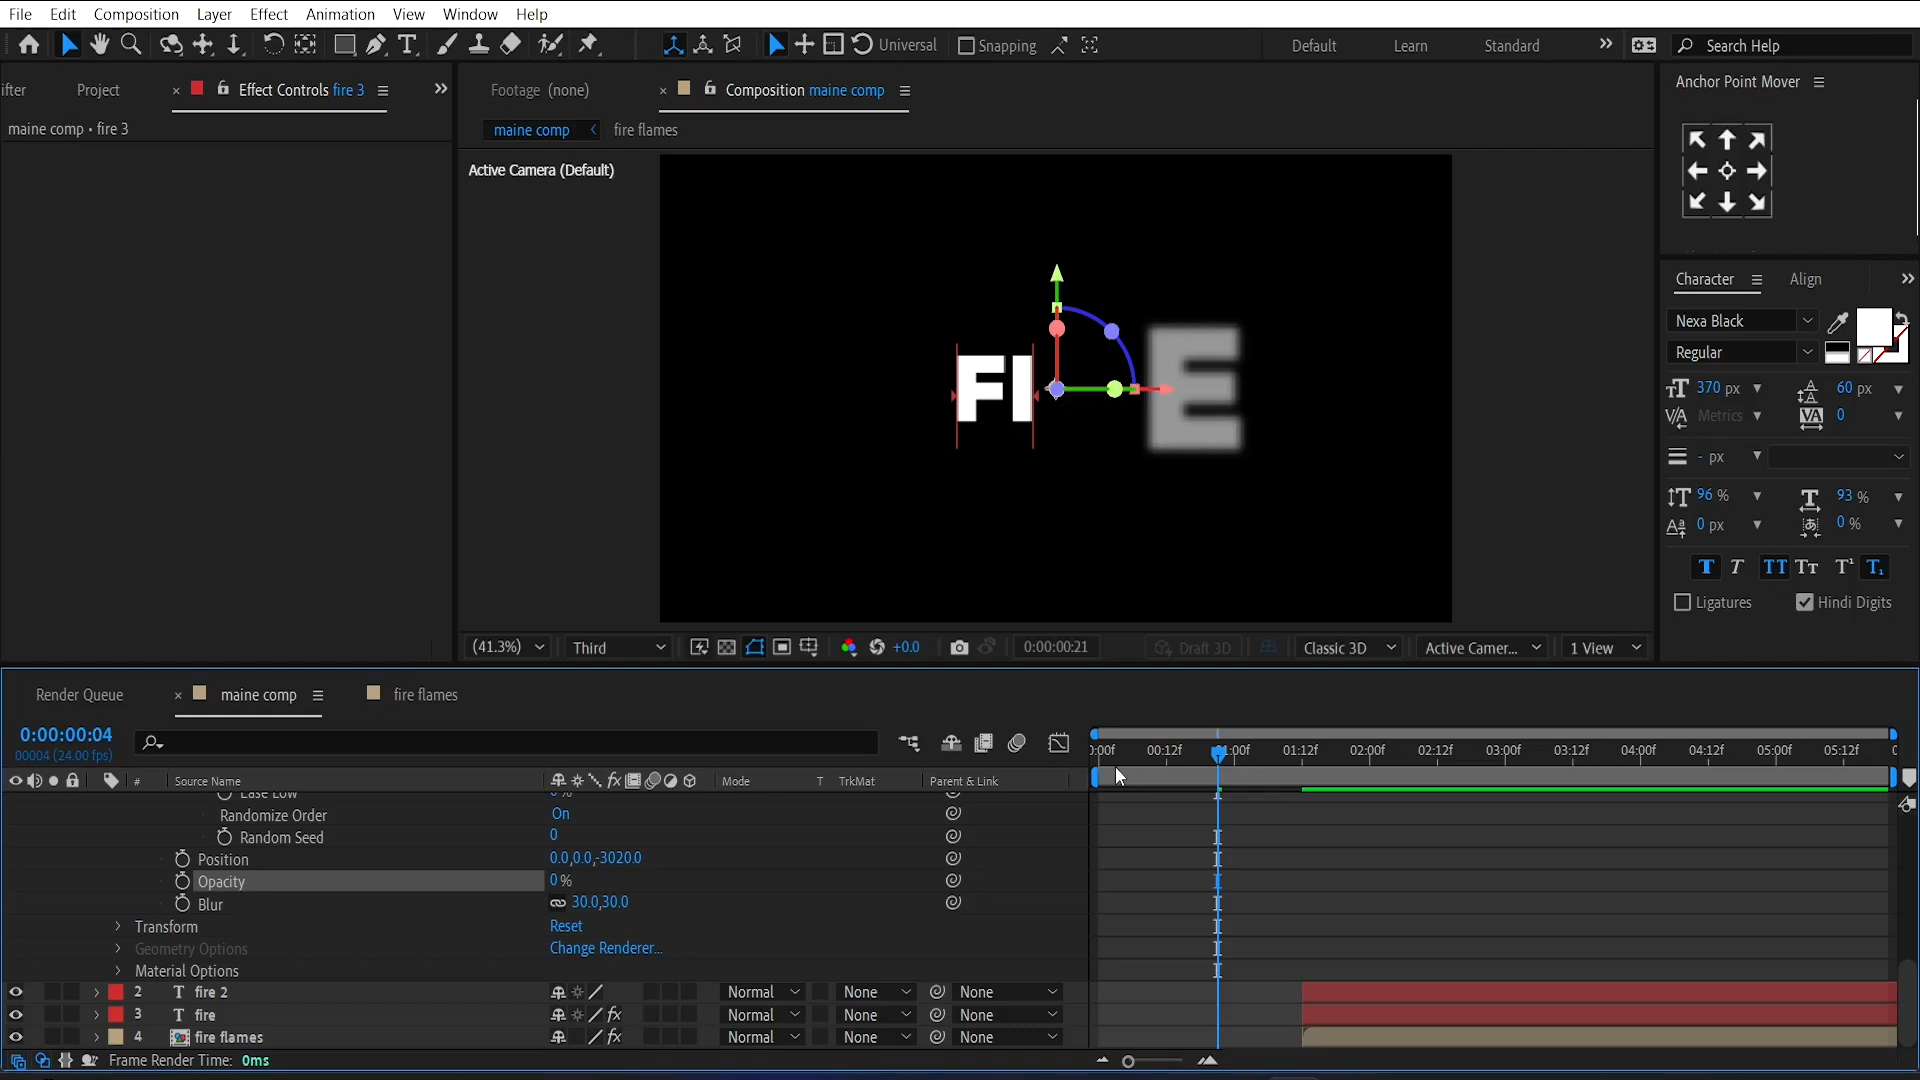 File Edit Composition Layer Effect Animation View Window Help
Universal Snapping Default Learn Standard Search Help
ifter Project Effect Controls fire 3
maine comp • fire 3
Footage (none) Composition maine comp
maine comp fire flames
Active Camera (Default)
FI E
(41.3%) Third +0.0 0:00:00:21 Draft 3D Classic 3D Active Camer... 1 View
Anchor Point Mover
Character Align
Nexa Black
Regular
370 px 60 px
Metrics 0
- px
96 % 93 %
0 px 0 %
Ligatures Hindi Digits
Render Queue maine comp fire flames
0:00:00:04
00004 (24.00 fps)
# Source Name Mode T TrkMat Parent & Link
00f 00:12f 01:00f 01:12f 02:00f 02:12f 03:00f 03:12f 04:00f 04:12f 05:00f 05:12f
Ease Low 0 %
Randomize Order On
Random Seed 0
Position 0.0,0.0,-3020.0
Opacity 0 %
Blur 30.0,30.0
Transform Reset
Geometry Options Change Renderer...
Material Options
2 T fire 2 Normal None None
3 T fire fx Normal None None
4 fire flames fx Normal None None
Frame Render Time: 0ms